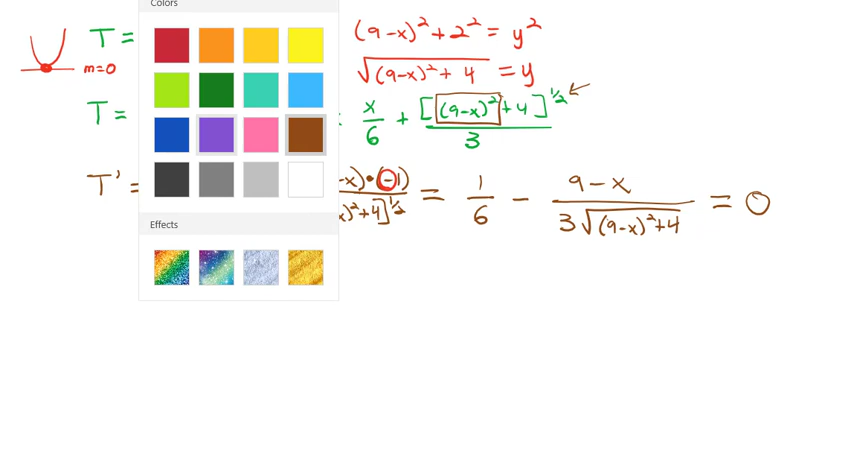 Colors
T = (9-x)² + 2² = y²
m=0 √((9-x)² + 4) = y
T = x/6 + [(9-x)² + 4]^½ / 3
T' = -x)•(-1) / x)² + 4]^½ = 1/6 - (9-x) / (3√((9-x)² + 4)) = 0
Effects